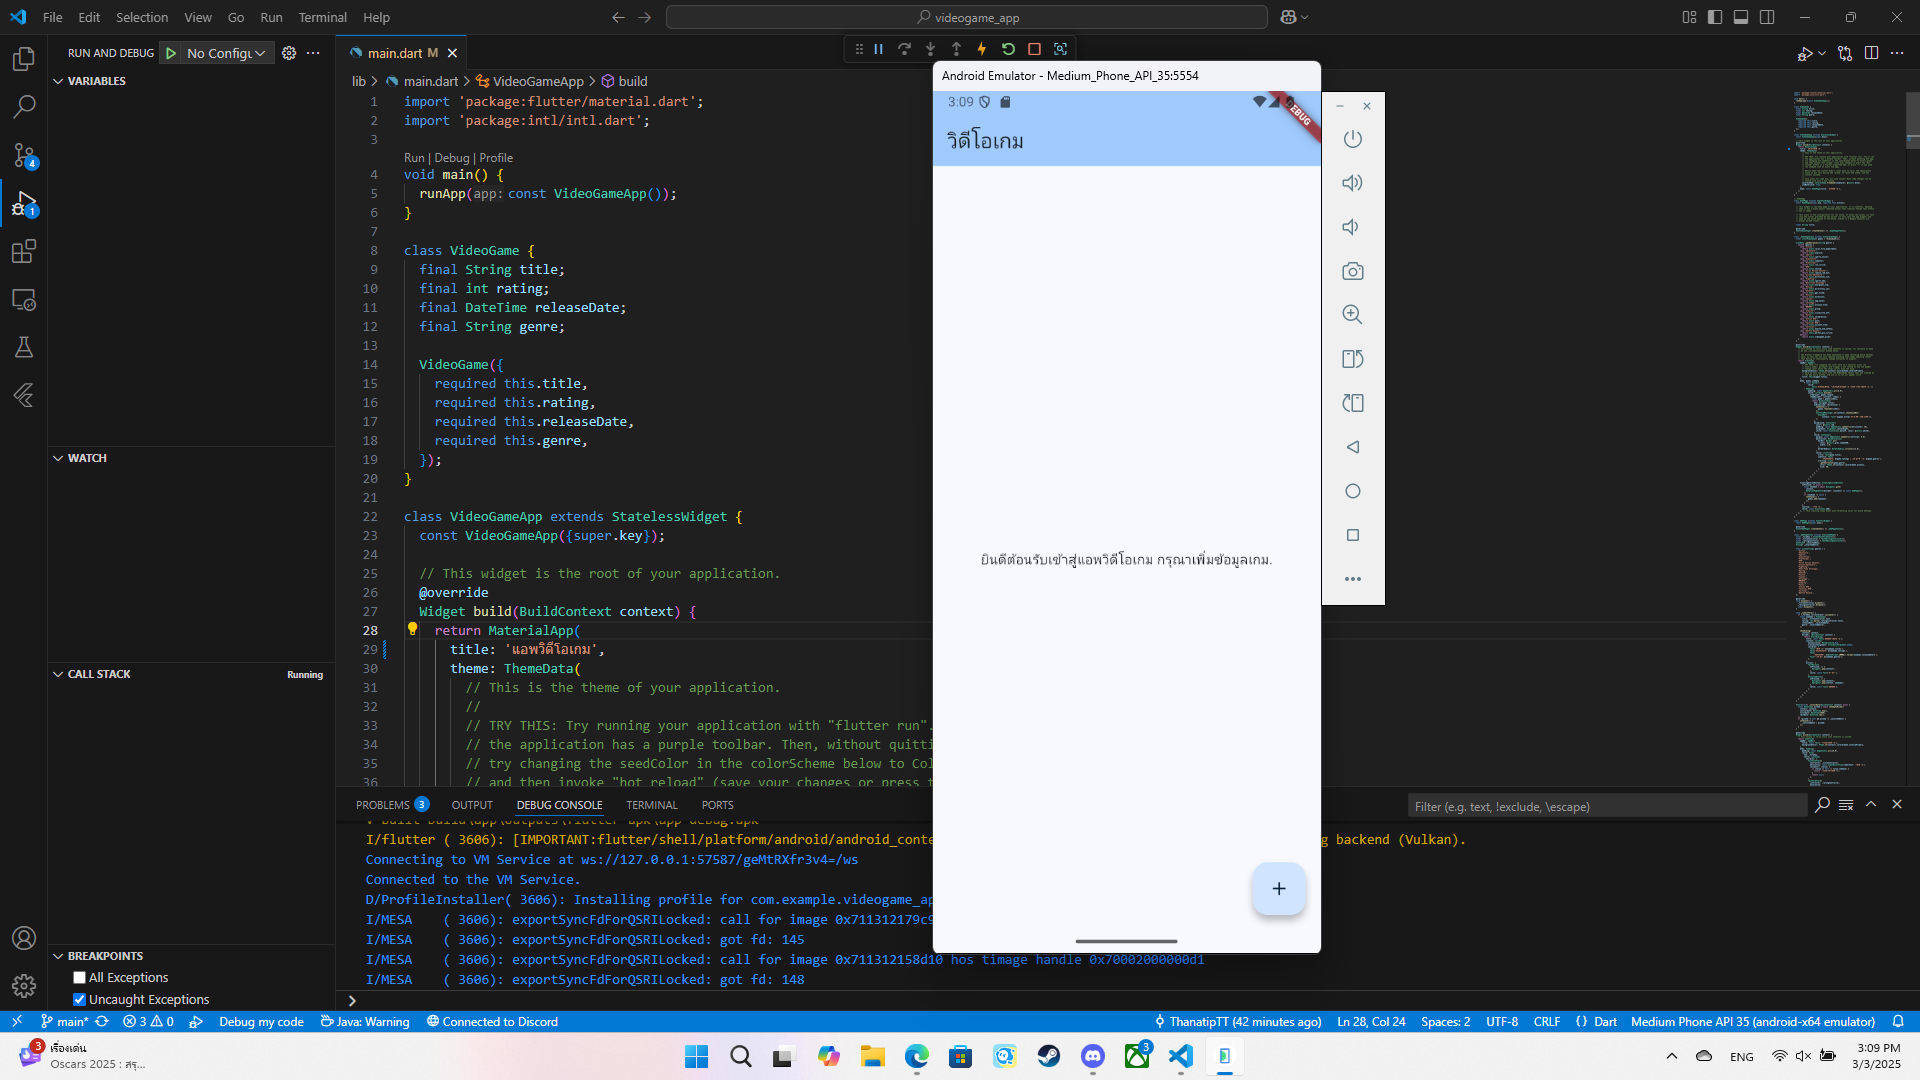 File Edit Selection View Go Run Terminal Help
videogame_app
RUN AND DEBUG No Configu
main.dart M
VARIABLES
WATCH
CALL STACK Running
BREAKPOINTS
All Exceptions
Uncaught Exceptions
lib > main.dart > VideoGameApp > build
1 import 'package:flutter/material.dart';
2 import 'package:intl/intl.dart';
3
Run | Debug | Profile
4 void main() {
5 runApp(app: const VideoGameApp());
6 }
7
8 class VideoGame {
9 final String title;
10 final int rating;
11 final DateTime releaseDate;
12 final String genre;
13
14 VideoGame({
15 required this.title,
16 required this.rating,
17 required this.releaseDate,
18 required this.genre,
19 });
20 }
21
22 class VideoGameApp extends StatelessWidget {
23 const VideoGameApp({super.key});
24
25 // This widget is the root of your application.
26 @override
27 Widget build(BuildContext context) {
28 return MaterialApp(
29 title: 'แอพวิดีโอเกม',
30 theme: ThemeData(
31 // This is the theme of your application.
32 //
33 // TRY THIS: Try running your application with "flutter run".
34 // the application has a purple toolbar. Then, without quitti
35 // try changing the seedColor in the colorScheme below to Col
36 // and then invoke "hot reload" (save your changes or press t
Android Emulator - Medium_Phone_API_35:5554
3:09
DEBUG
วิดีโอเกม
ยินดีต้อนรับเข้าสู่แอพวิดีโอเกม กรุณาเพิ่มข้อมูลเกม.
+
PROBLEMS 3 OUTPUT DEBUG CONSOLE TERMINAL PORTS
Filter (e.g. text, !exclude, \escape)
√ Built build\app\outputs\flutter-apk\app-debug.apk
I/flutter ( 3606): [IMPORTANT:flutter/shell/platform/android/android_conte g backend (Vulkan).
Connecting to VM Service at ws://127.0.0.1:57587/geMtRXfr3v4=/ws
Connected to the VM Service.
D/ProfileInstaller( 3606): Installing profile for com.example.videogame_ap
I/MESA ( 3606): exportSyncFdForQSRILocked: call for image 0x711312179c9
I/MESA ( 3606): exportSyncFdForQSRILocked: got fd: 145
I/MESA ( 3606): exportSyncFdForQSRILocked: call for image 0x711312158d10 hos timage handle 0x70002000000d1
I/MESA ( 3606): exportSyncFdForQSRILocked: got fd: 148
main* 3 0 Debug my code Java: Warning Connected to Discord
ThanatipTT (42 minutes ago) Ln 28, Col 24 Spaces: 2 UTF-8 CRLF {} Dart Medium Phone API 35 (android-x64 emulator)
3 เรื่องเด่น
Oscars 2025 : สรุ...
3
ENG
3:09 PM
3/3/2025